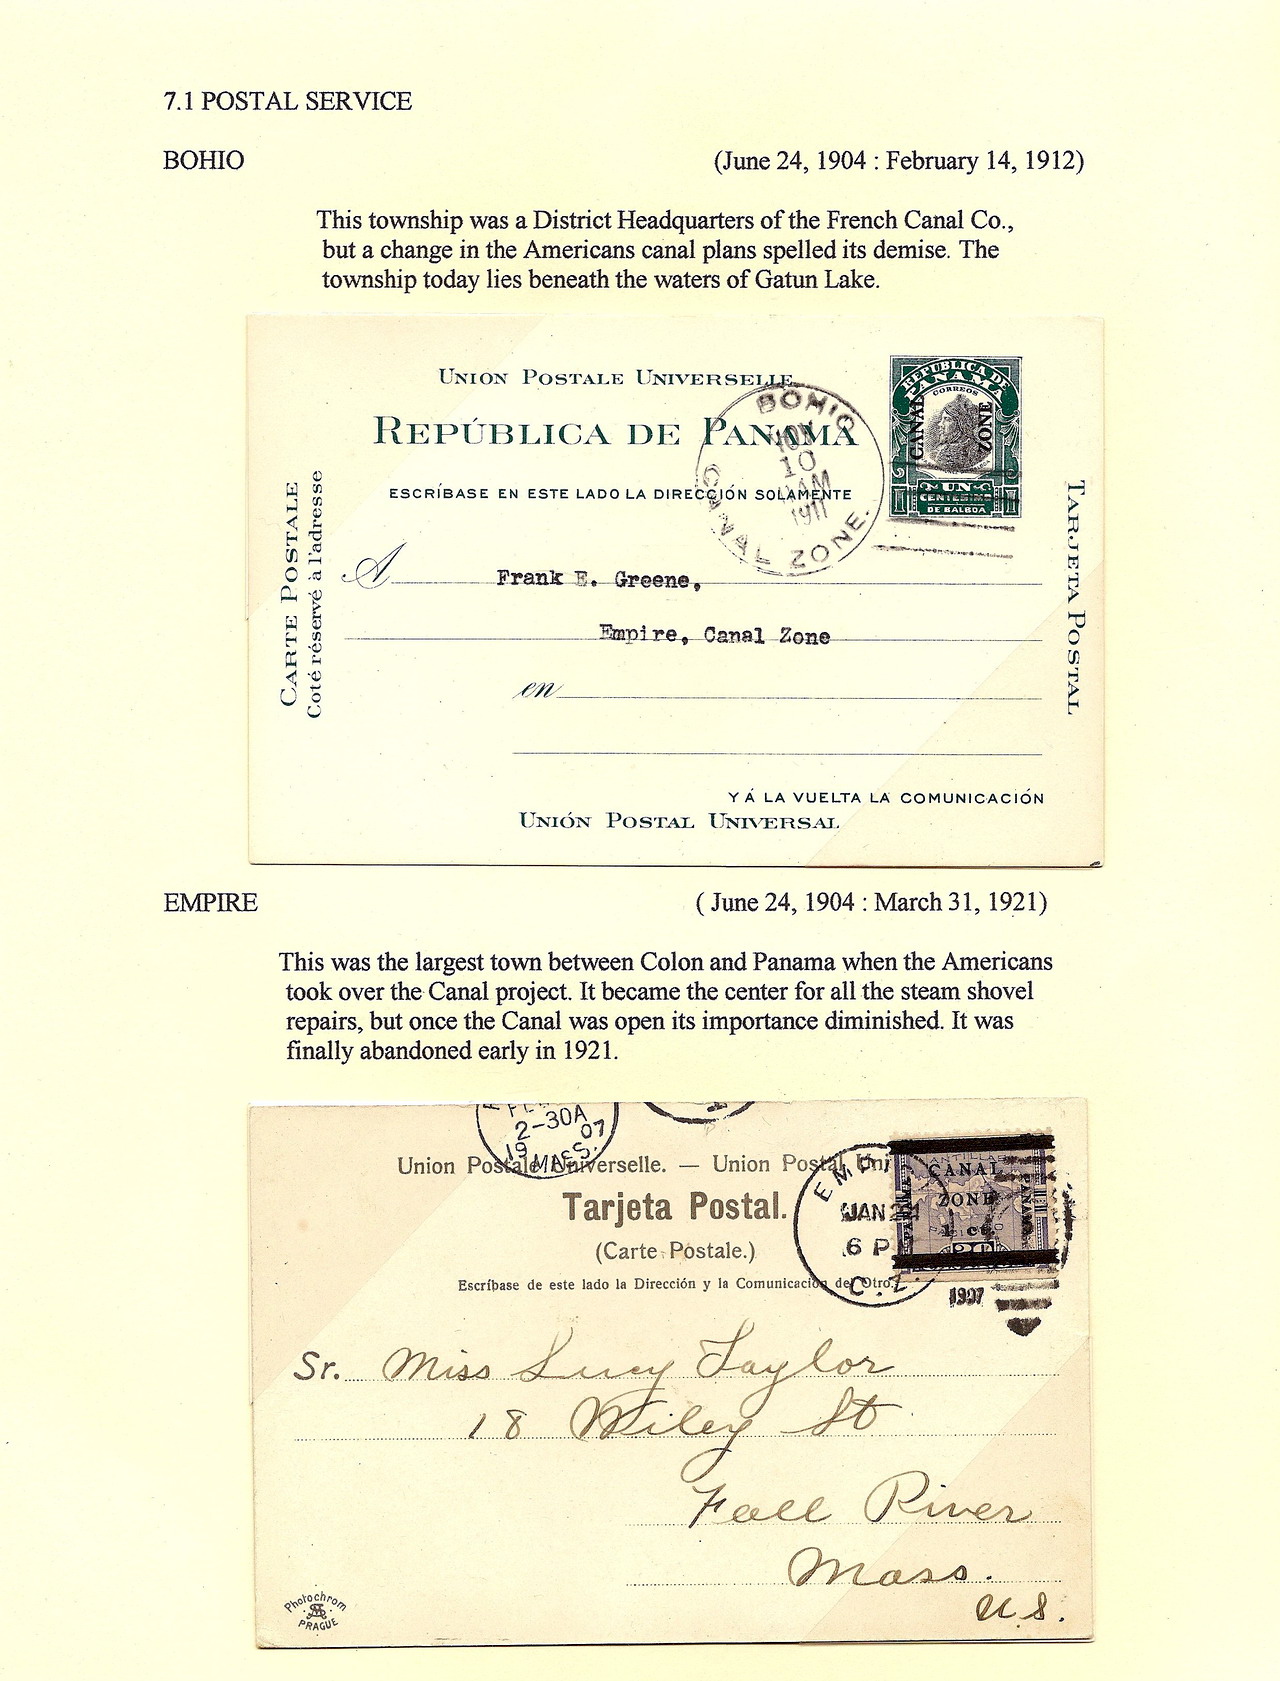 7.1 POSTAL SERVICE
BOHIO (June 24, 1904 : February 14, 1912)
This township was a District Headquarters of the French Canal Co.,
but a change in the Americans canal plans spelled its demise. The
township today lies beneath the waters of Gatun Lake.
UNION POSTALE UNIVERSELLE
REPÚBLICA DE PANAMÁ
ESCRÍBASE EN ESTE LADO LA DIRECCIÓN SOLAMENTE
CARTE POSTALE
Coté réservé à l'adresse
BOHIO
10
AM
1911
CANAL ZONE.
REPUBLICA DE
PANAMA
CORREOS
CANAL
ZONE
UN
CENTESIMO
DE BALBOA
A Frank E. Greene,
Empire, Canal Zone
en
TARJETA POSTAL
Y Á LA VUELTA LA COMUNICACIÓN
UNIÓN POSTAL UNIVERSAL
EMPIRE ( June 24, 1904 : March 31, 1921)
This was the largest town between Colon and Panama when the Americans
took over the Canal project. It became the center for all the steam shovel
repairs, but once the Canal was open its importance diminished. It was
finally abandoned early in 1921.
2-30A
19 07
MASS.
Union Postale Universelle. — Union Postal Uni
Tarjeta Postal.
(Carte Postale.)
Escríbase de este lado la Dirección y la Comunicación del Otro.
EMPI
JAN 24
6 P
C.Z.
1907
CANAL
ZONE
1 ct.
PANAMA
PANAMA
Sr. Miss Lucy Taylor
18 Wiley St
Fall River
Mass.
U.S.
Photochrom
PRAGUE